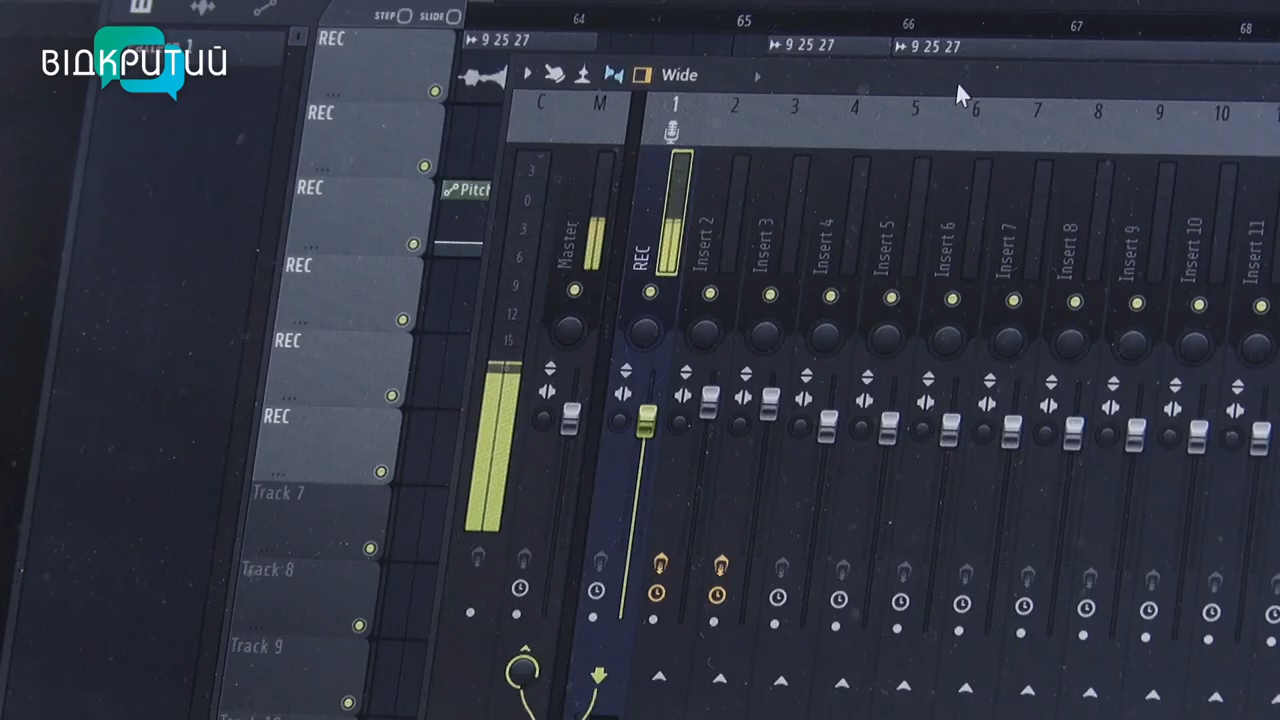 ВІДКРИТИЙ
STEP SLIDE
64 65 66 67 68
9 25 27 9 25 27 9 25 27
REC
REC
REC
REC
REC
REC
Track 7
Track 8
Track 9
Pitch
Wide
C M 1 2 3 4 5 6 7 8 9 10
3
0
3
6
9
12
15
Master REC Insert 2 Insert 3 Insert 4 Insert 5 Insert 6 Insert 7 Insert 8 Insert 9 Insert 10 Insert 11